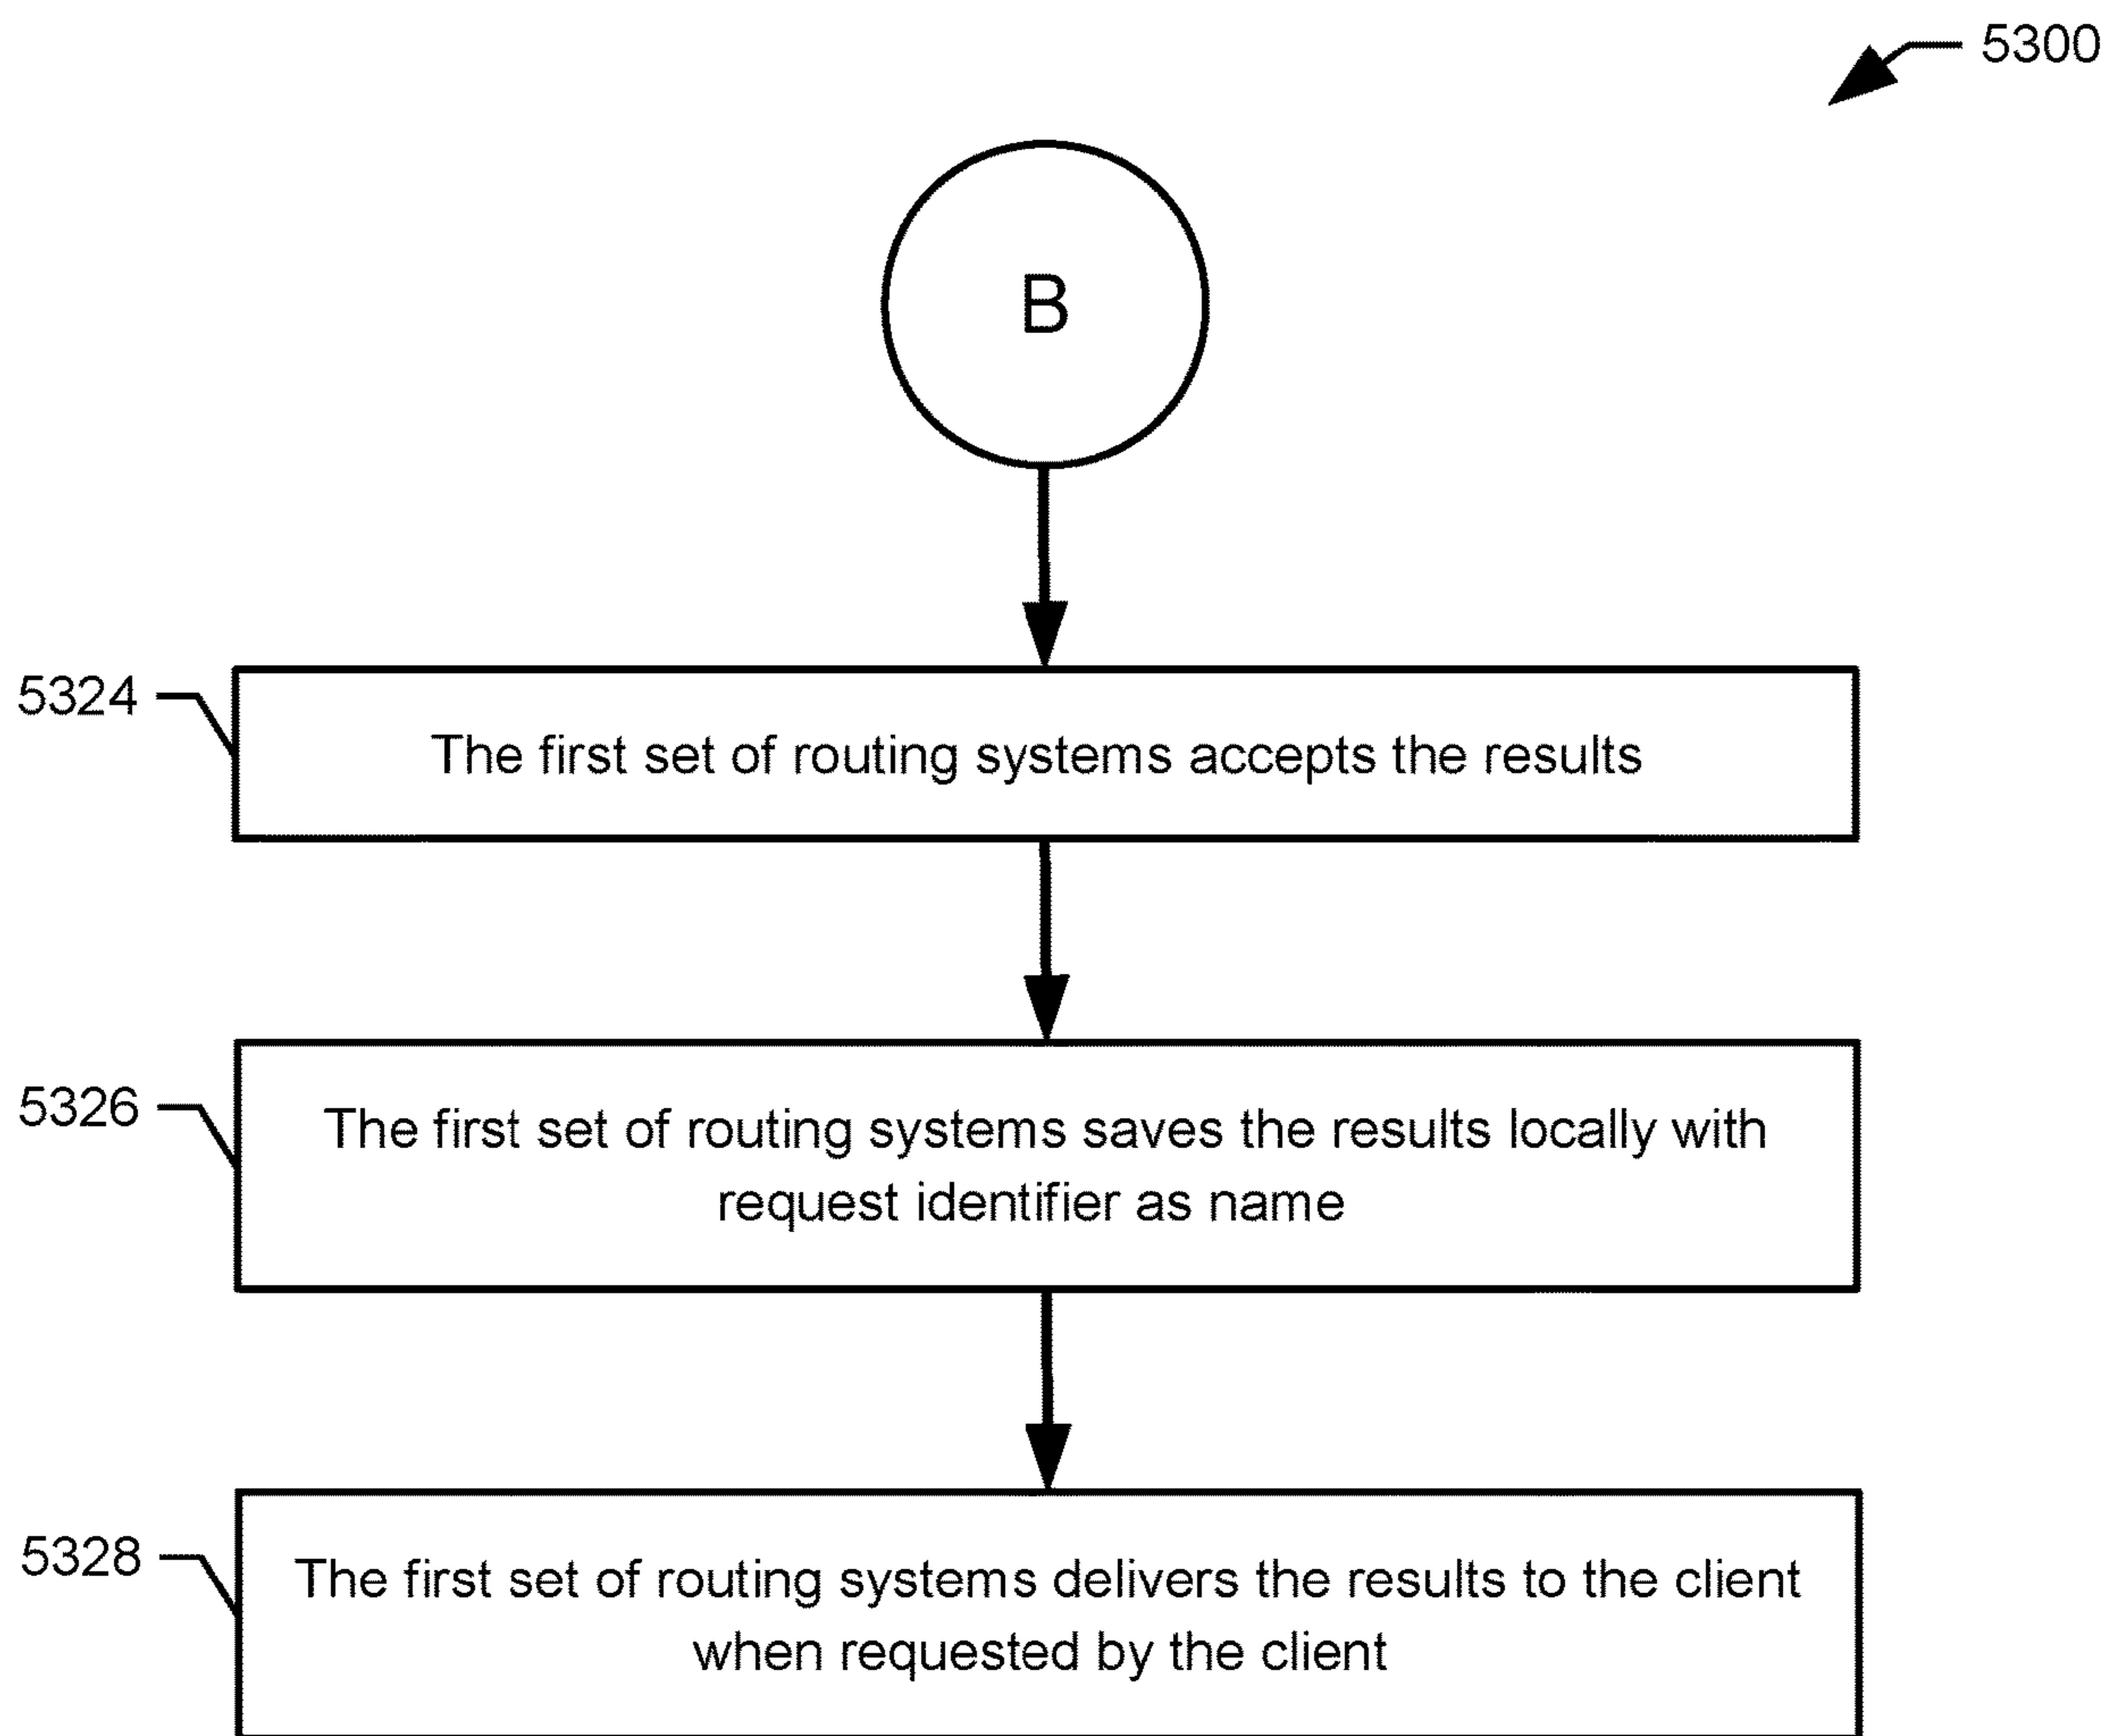 5300
B
5324
The first set of routing systems accepts the results
5326
The first set of routing systems saves the results locally with
request identifier as name
5328
The first set of routing systems delivers the results to the client
when requested by the client